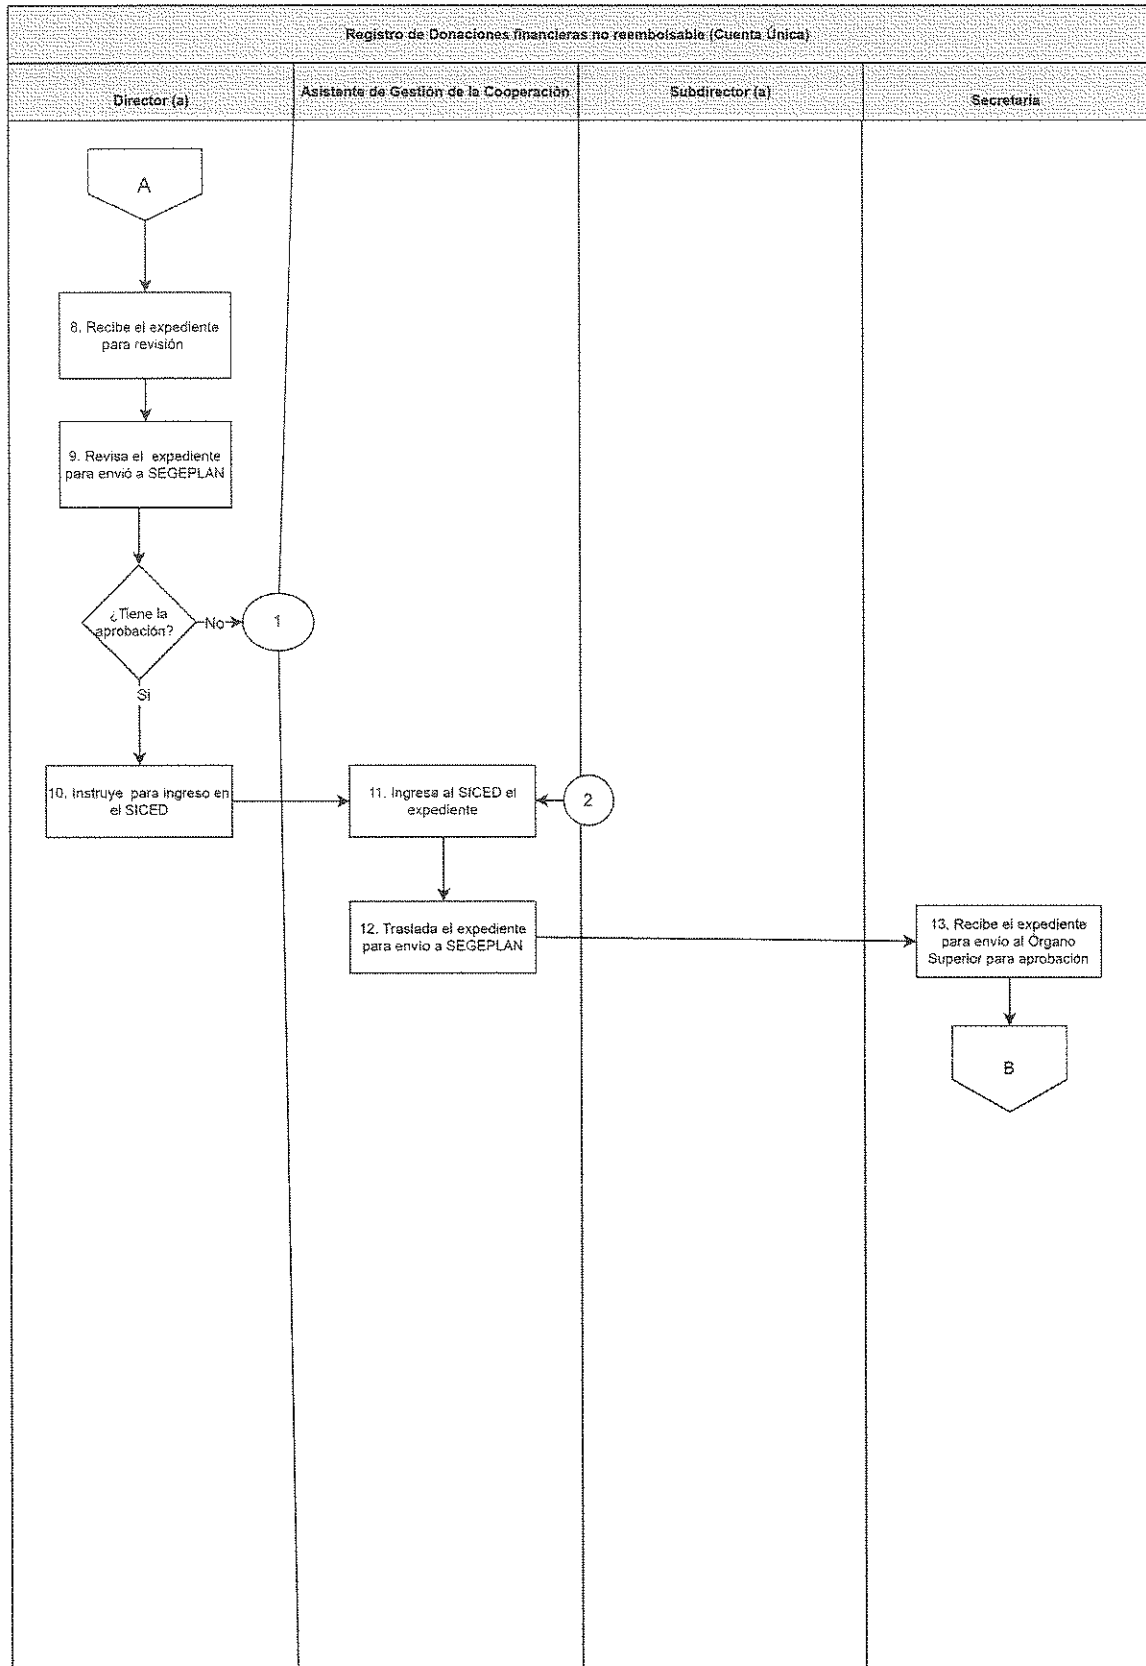 Registro de Donaciones financieras no reembolsable (Cuenta Única)
Director (a)
Asistente de Gestión de la Cooperación
Subdirector (a)
Secretaria
A
8. Recibe el expediente
para revisión
9. Revisa el expediente
para envió a SEGEPLAN
¿Tiene la
aprobación?
No
1
Si
10. Instruye para ingreso en
el SICED
11. Ingresa al SICED el
expediente
2
12. Traslada el expediente
para envio a SEGEPLAN
13. Recibe el expediente
para envio al Órgano
Superior para aprobación
B